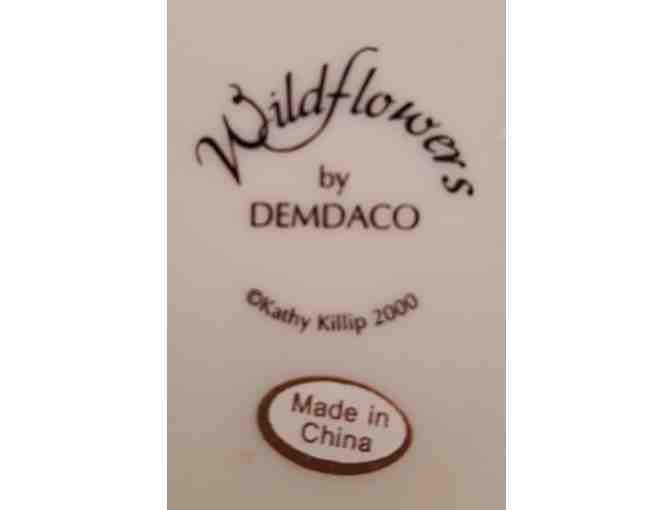 Wildflowers
by
DEMDACO
©Kathy Killip 2000
Made in
China